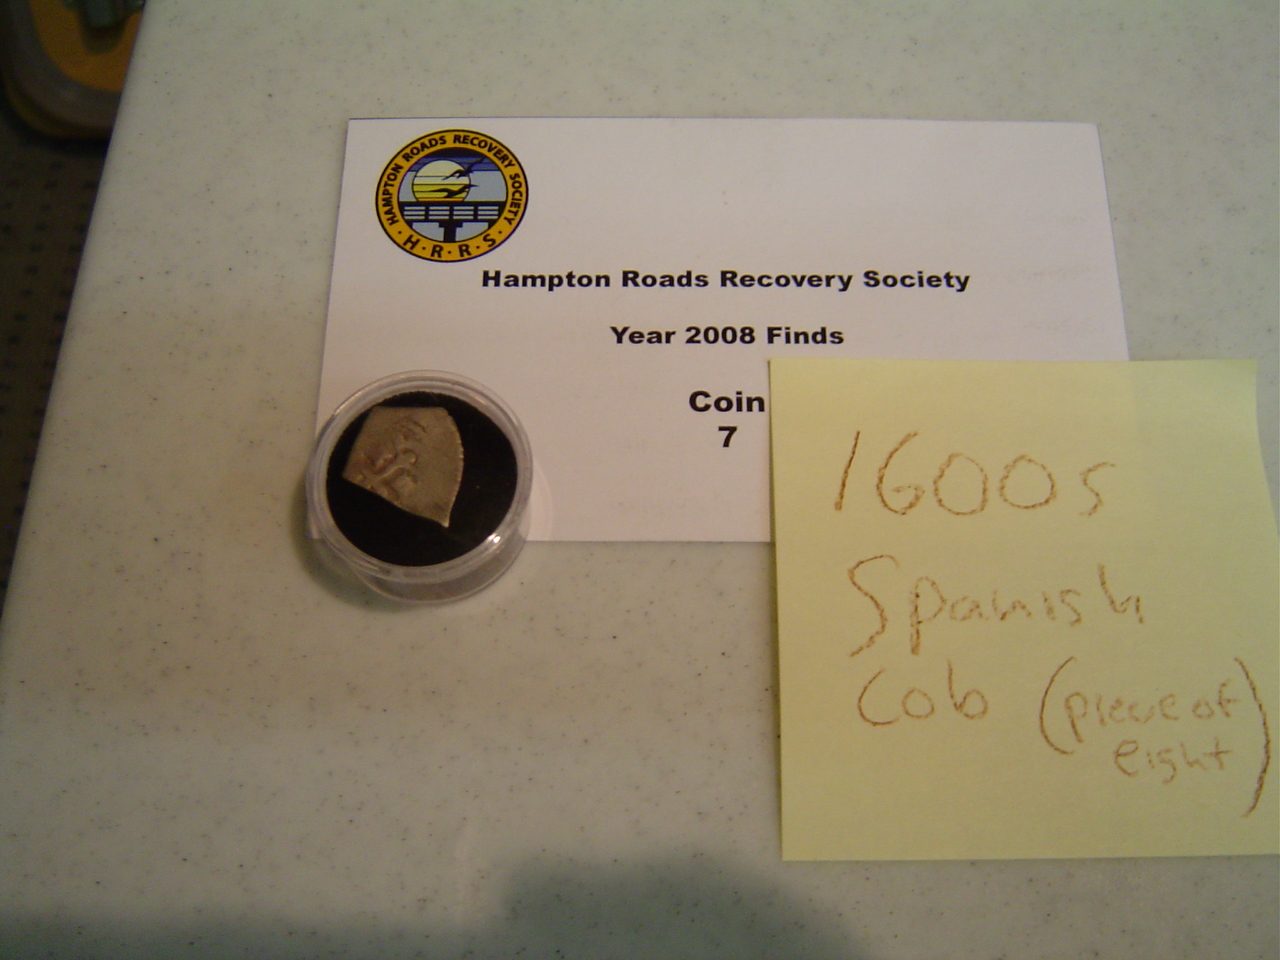 HAMPTON ROADS RECOVERY SOCIETY
· H · R · R · S ·
Hampton Roads Recovery Society
Year 2008 Finds
Coin
7
1600s
Spanish
Cob (piece of
eight)